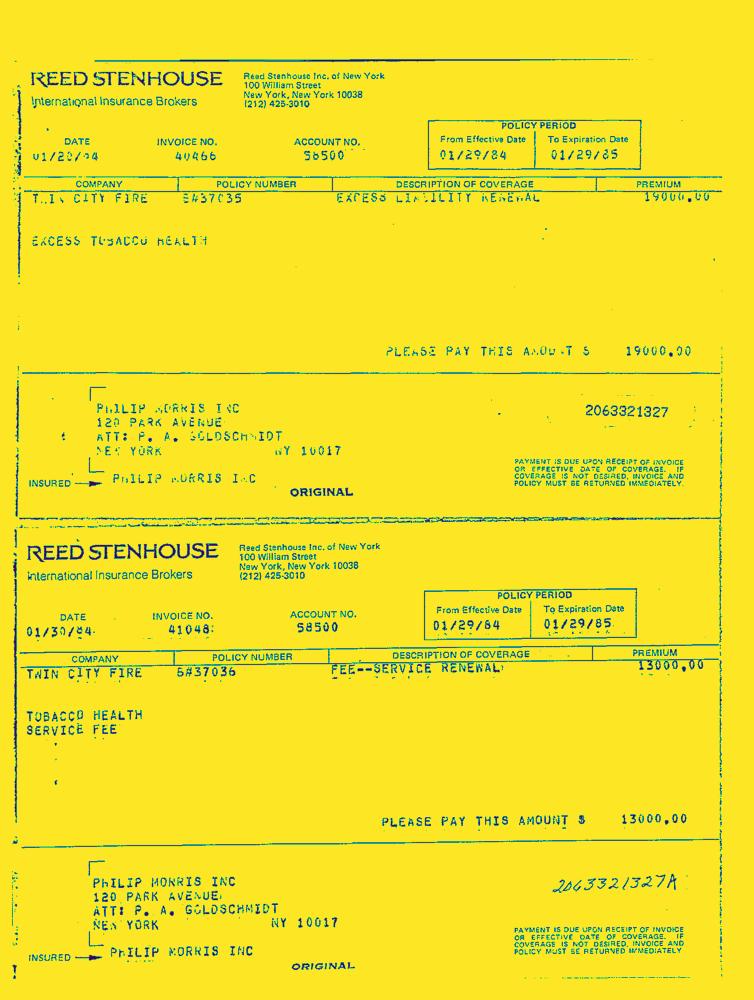 REED STENHOUSE
International Insurance Brokers
Reed Stenhouse Inc. of New York
100 William Street
New York, New York 10038
(212) 425-3010
POLICY PERIOD
DATE INVOICE NO. ACCOUNT NO. From Effective Date To Expiration Date
40466 58500 01/29/84 01/29/85
COMPANY POLICY NUMBER DESCRIPTION OF COVERAGE PREMIUM
CITY FIRE EXCESS LIABILITY RENEWAL 19000.00
EXCESS TOBACCO HEALTH
PLEASE PAY THIS AMOUNT $ 19000.00
PHILIP MORRIS INC
120 PARK AVENUE
ATT: P. A. GOLDSCHMIDT
NEW YORK NY 10017
2063321327
INSURED PHILIP MORRIS INC
ORIGINAL
PAYMENT IS DUE UPON RECEIPT OF INVOICE
OR EFFECTIVE DATE OF COVERAGE. IF
COVERAGE IS NOT DESIRED, INVOICE AND
POLICY MUST BE RETURNED IMMEDIATELY.
REED STENHOUSE
International Insurance Brokers
Reed Stenhouse Inc. of New York
100 William Street
New York, New York 10038
(212) 425-3010
POLICY PERIOD
DATE INVOICE NO. ACCOUNT NO. From Effective Date To Expiration Date
01/30/84 41048 58500 01/29/84 01/29/85
COMPANY POLICY NUMBER DESCRIPTION OF COVERAGE PREMIUM
TWIN CITY FIRE 6#37036 FEE--SERVICE RENEWAL 13000.00
TOBACCO HEALTH
SERVICE FEE
PLEASE PAY THIS AMOUNT $ 13000.00
PHILIP MORRIS INC
120 PARK AVENUE
ATT: P. A. GOLDSCHMIDT
NEW YORK NY 10017
2063321327A
INSURED PHILIP MORRIS INC
ORIGINAL
PAYMENT IS DUE UPON RECEIPT OF INVOICE
OR EFFECTIVE DATE OF COVERAGE. IF
COVERAGE IS NOT DESIRED, INVOICE AND
POLICY MUST BE RETURNED IMMEDIATELY